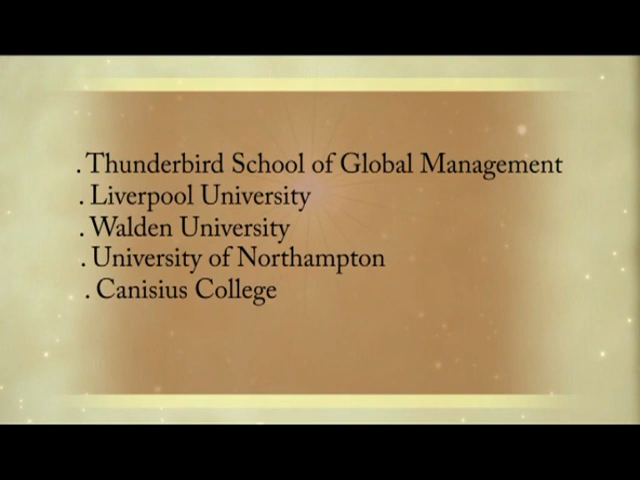 . Thunderbird School of Global Management
. Liverpool University
. Walden University
. University of Northampton
. Canisius College